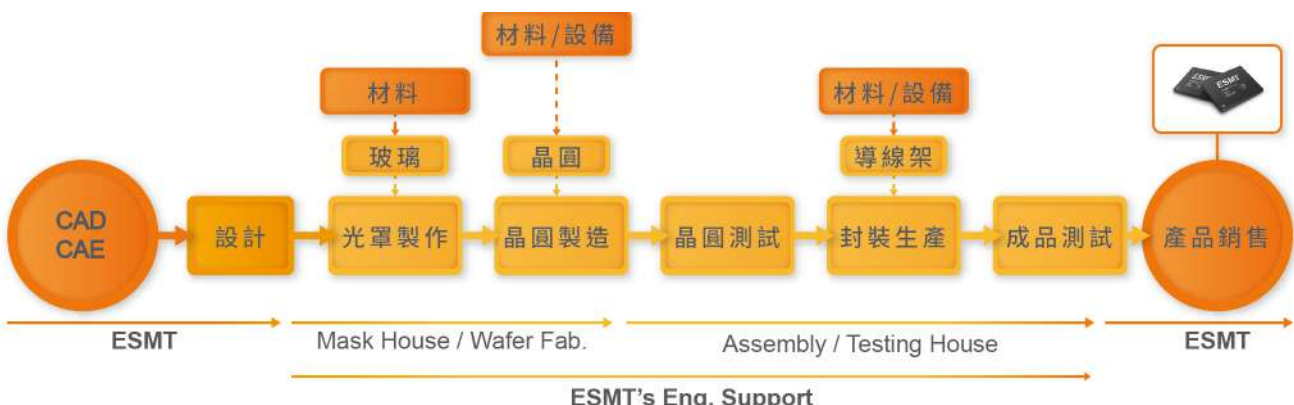 材料/設備
材料
材料/設備
ESMT
玻璃
晶圓
導線架
CAD
CAE
設計
光罩製作
晶圓製造
晶圓測試
封裝生產
成品測試
產品銷售
ESMT
Mask House / Wafer Fab.
Assembly / Testing House
ESMT
ESMT's Eng. Support